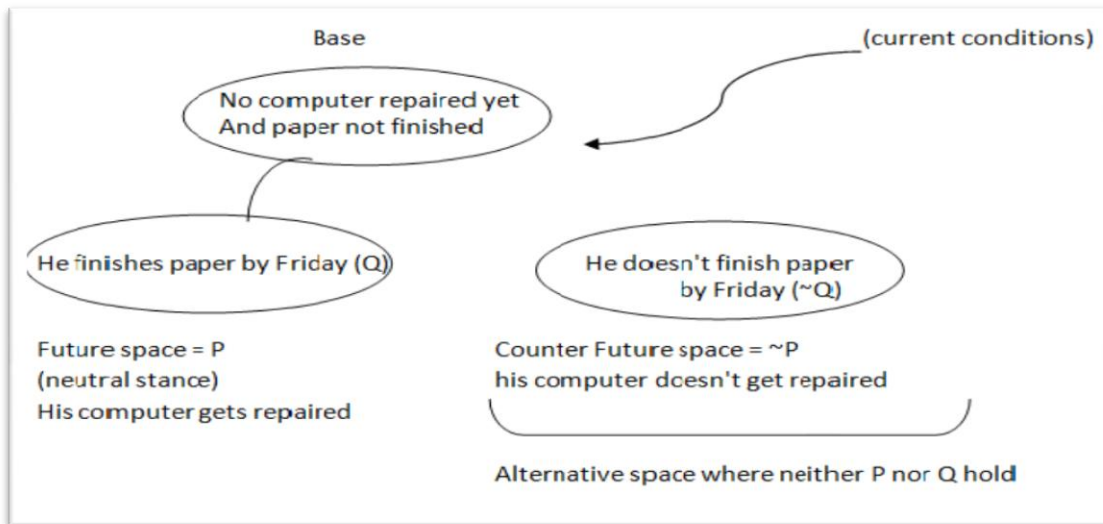 Base
(current conditions)
No computer repaired yet
And paper not finished
He finishes paper by Friday (Q)
He doesn't finish paper
by Friday (~Q)
Future space = P
(neutral stance)
His computer gets repaired
Counter Future space = ~P
his computer doesn't get repaired
Alternative space where neither P nor Q hold